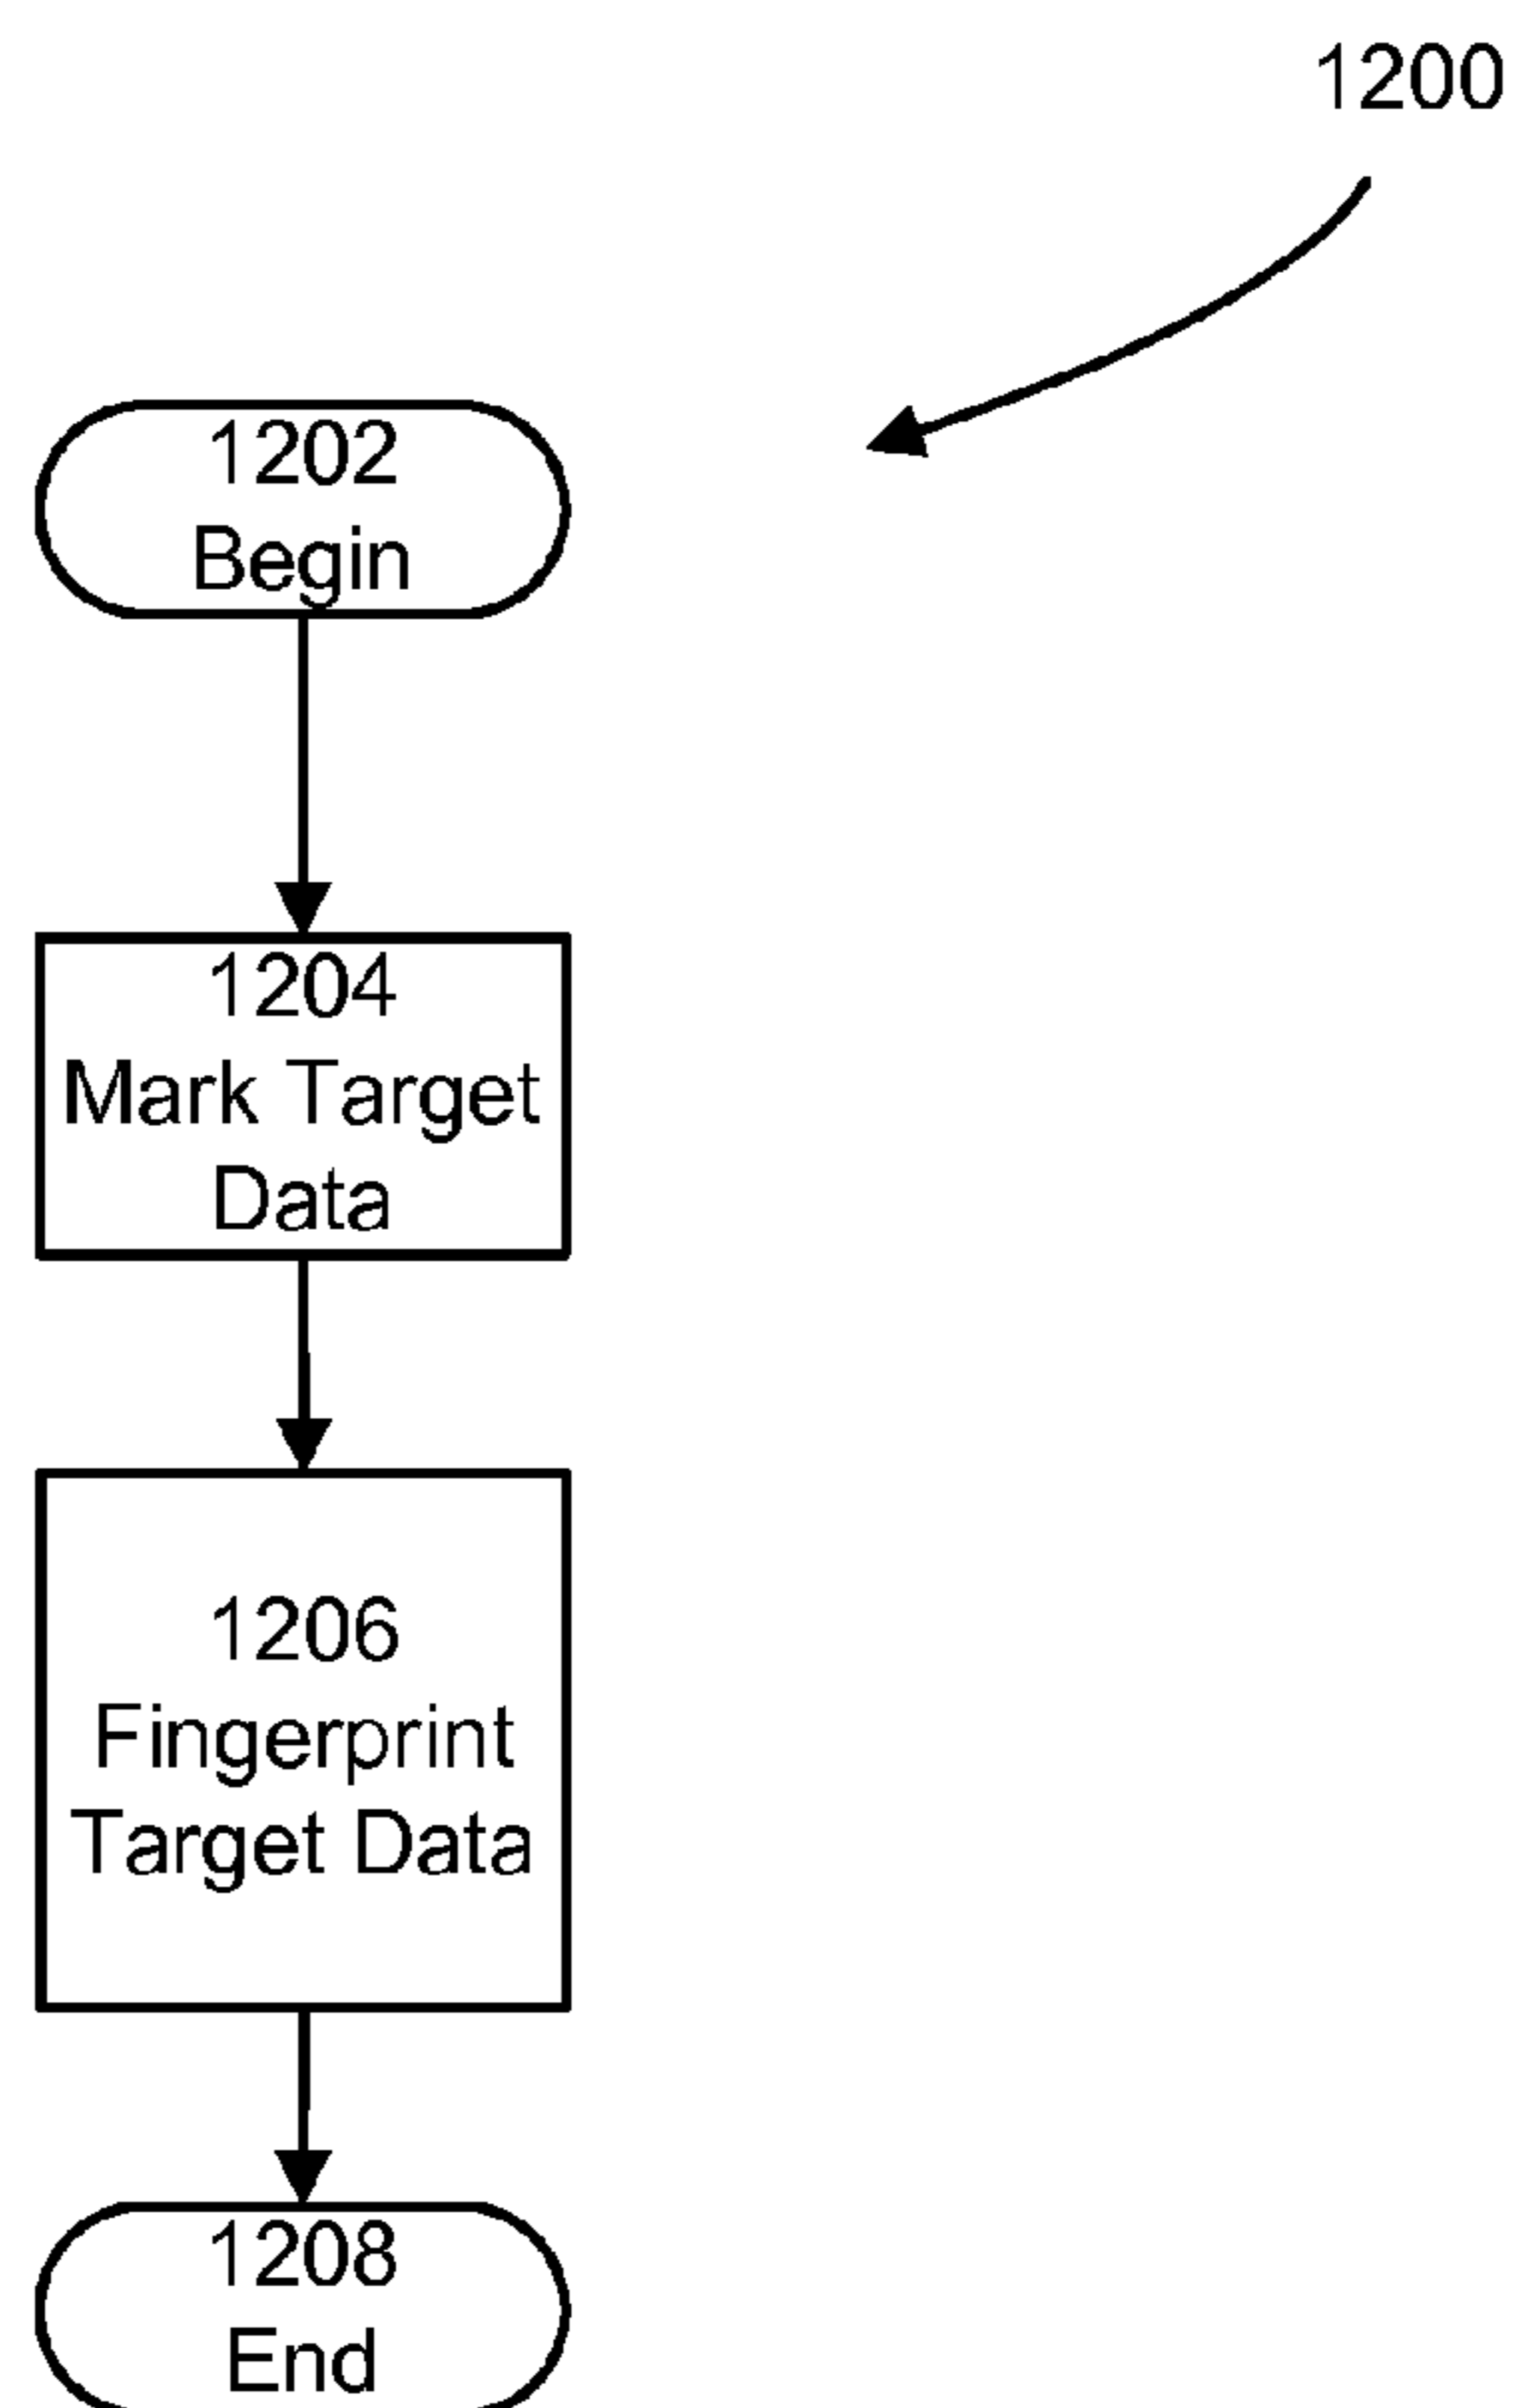 1200
1202
Begin
1204
Mark Target
Data
1206
Fingerprint
Target Data
1208
End